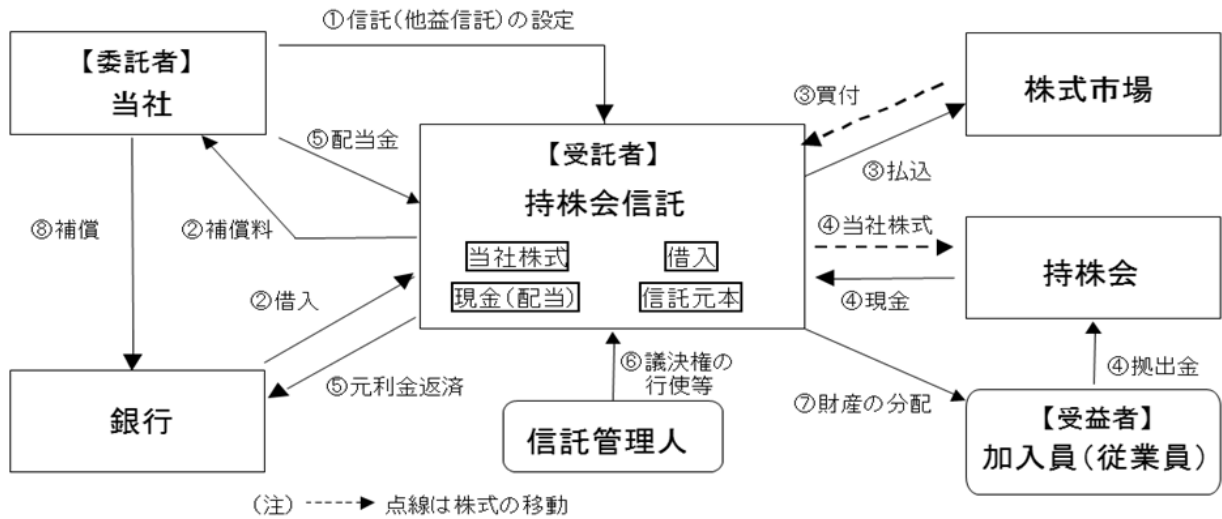 ①信託(他益信託)の設定
【委託者】
当社
株式市場
③買付
⑤配当金
【受託者】
持株会信託
③払込
⑧補償
②補償料
④当社株式
当社株式
借入
持株会
②借入
現金(配当)
信託元本
④現金
⑤元利金返済
⑥議決権の
行使等
④拠出金
⑦財産の分配
銀行
信託管理人
【受益者】
加入員(従業員)
(注)
点線は株式の移動